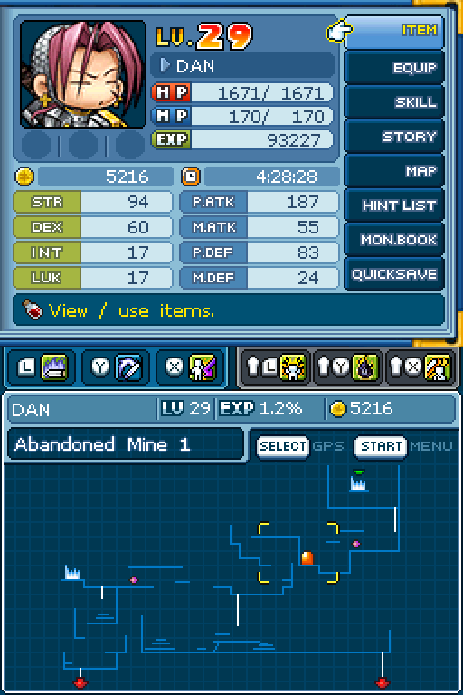 LV.29
ITEM
DAN
EQUIP
HP 1671/ 1671
SKILL
HP 170/ 170
STORY
EXP 93227
MAP
5216 4:28:28
STR 94 P.ATK 187
HINT LIST
DEX 60 M.ATK 55
MON.BOOK
INT 17 P.DEF 83
LUK 17 M.DEF 24
QUICKSAVE
View / use items.
L Y X L Y X
DAN LV 29 EXP 1.2% 5216
Abandoned Mine 1 SELECT GPS START MENU